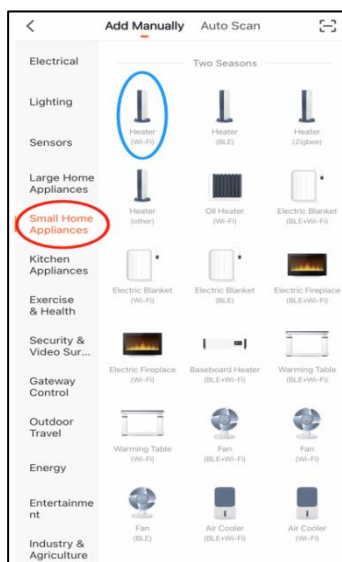 Add Manually Auto Scan
Electrical
Lighting
Sensors
Large Home
Appliances
Small Home
Appliances
Kitchen
Appliances
Exercise
& Health
Security &
Video Sur...
Gateway
Control
Outdoor
Travel
Energy
Entertainme
nt
Industry &
Agriculture
Two Seasons
Heater
(Wi-Fi)
Heater
(BLE)
Heater
(Zigbee)
Heater
(other)
Oil Heater
(Wi-Fi)
Electric Blanket
(BLE+Wi-Fi)
Electric Blanket
(Wi-Fi)
Electric Blanket
(BLE)
Electric Fireplace
(BLE+Wi-Fi)
Electric Fireplace
(Wi-Fi)
Baseboard Heater
(BLE+Wi-Fi)
Warming Table
(BLE+Wi-Fi)
Warming Table
(Wi-Fi)
Fan
(BLE+Wi-Fi)
Fan
(Wi-Fi)
Fan
(BLE)
Air Cooler
(BLE+Wi-Fi)
Air Cooler
(Wi-Fi)